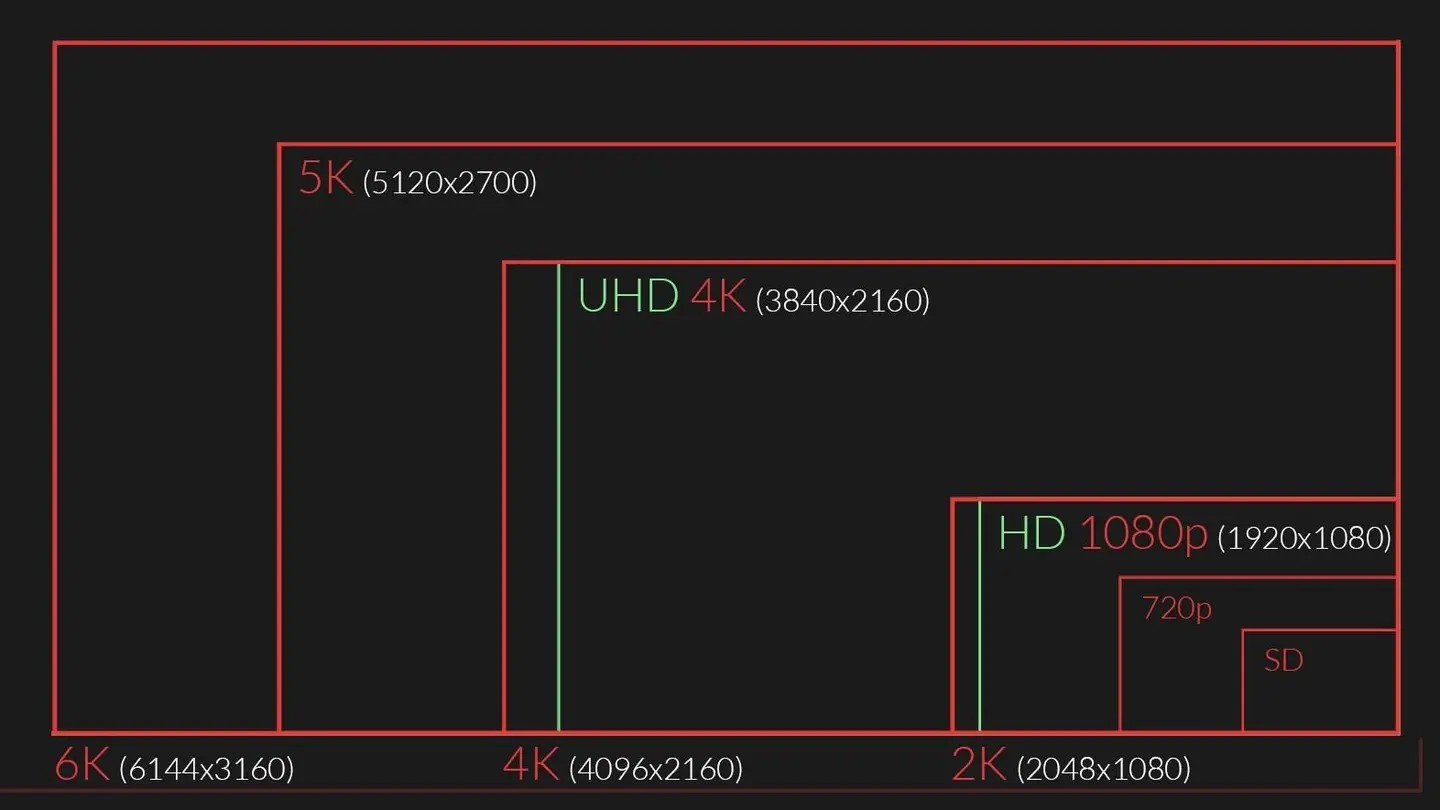 5K (5120x2700)
UHD 4K (3840x2160)
HD 1080p (1920x1080)
720p
SD
6K (6144x3160)
4K (4096x2160)
2K (2048x1080)